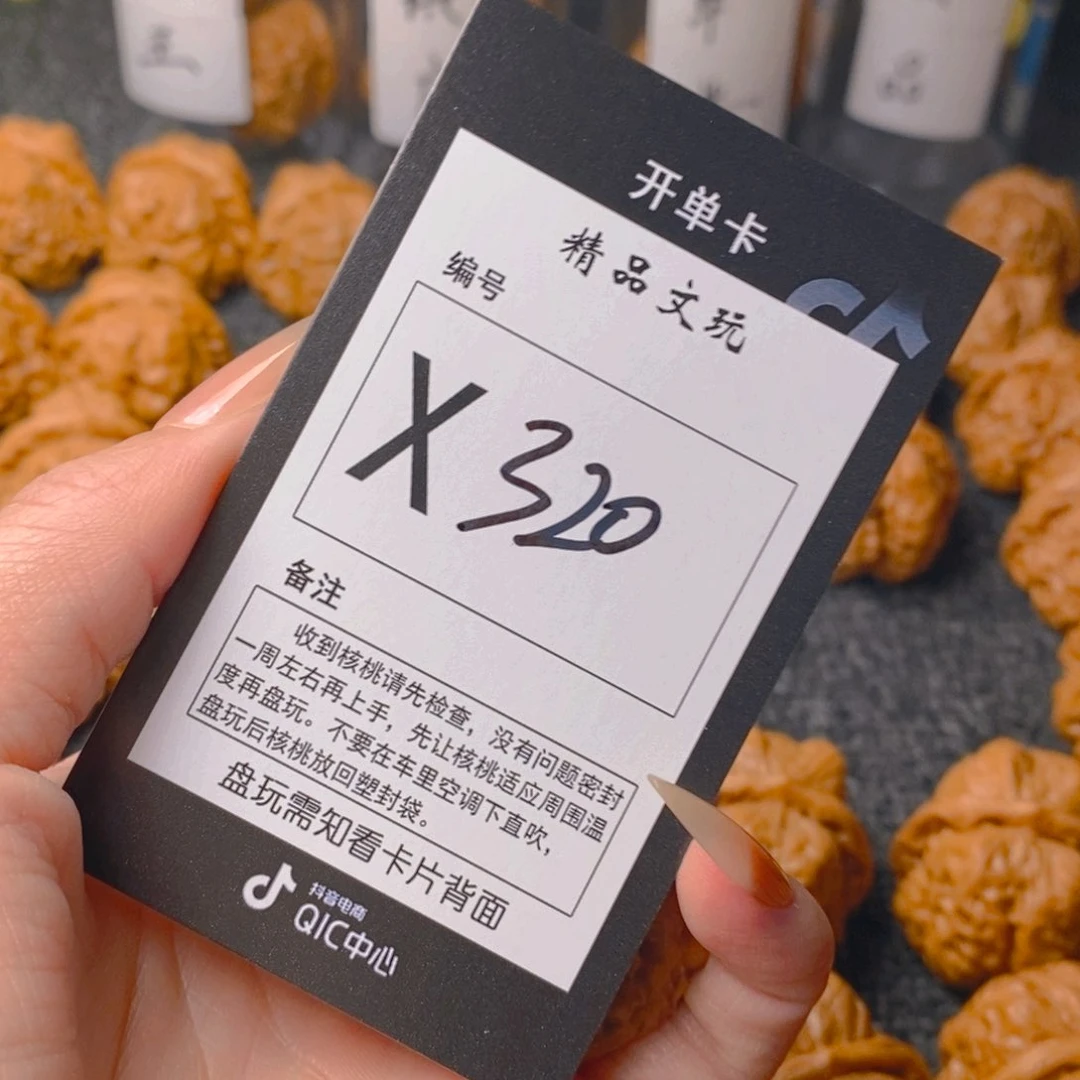 开单卡
精品文玩
编号
X 320
备注
收到核桃请先检查，没有问题密封
一周左右再上手，先让核桃适应周围温
度再盘玩。不要在车里空调下直吹，
盘玩后核桃放回塑封袋。
盘玩需知看卡片背面
抖音电商
QIC中心
品